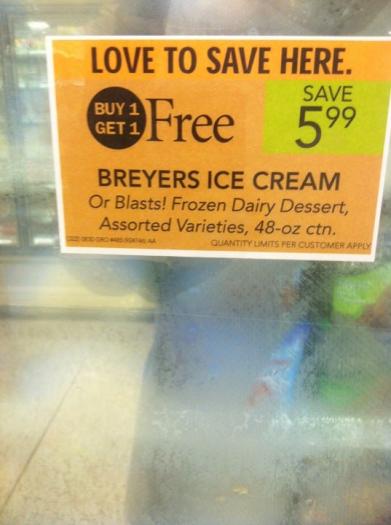 LOVE TO SAVE HERE.
BUY 1 GET 1 Free
SAVE 5.99
BREYERS ICE CREAM
Or Blasts! Frozen Dairy Dessert,
Assorted Varieties, 48-oz ctn.
QUANTITY LIMITS PER CUSTOMER APPLY